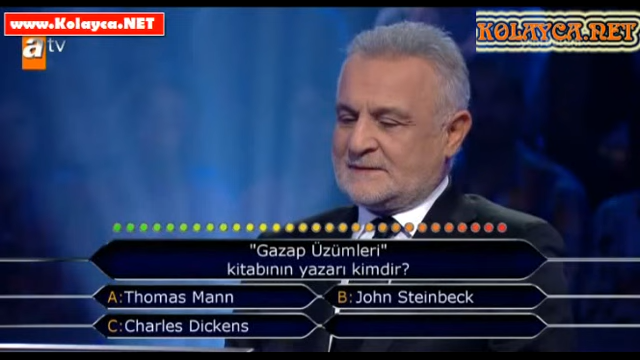 www.Kolayca.NET
KOLAYCA.NET
atv
"Gazap Üzümleri"
kitabının yazarı kimdir?
A:Thomas Mann
B:John Steinbeck
C:Charles Dickens